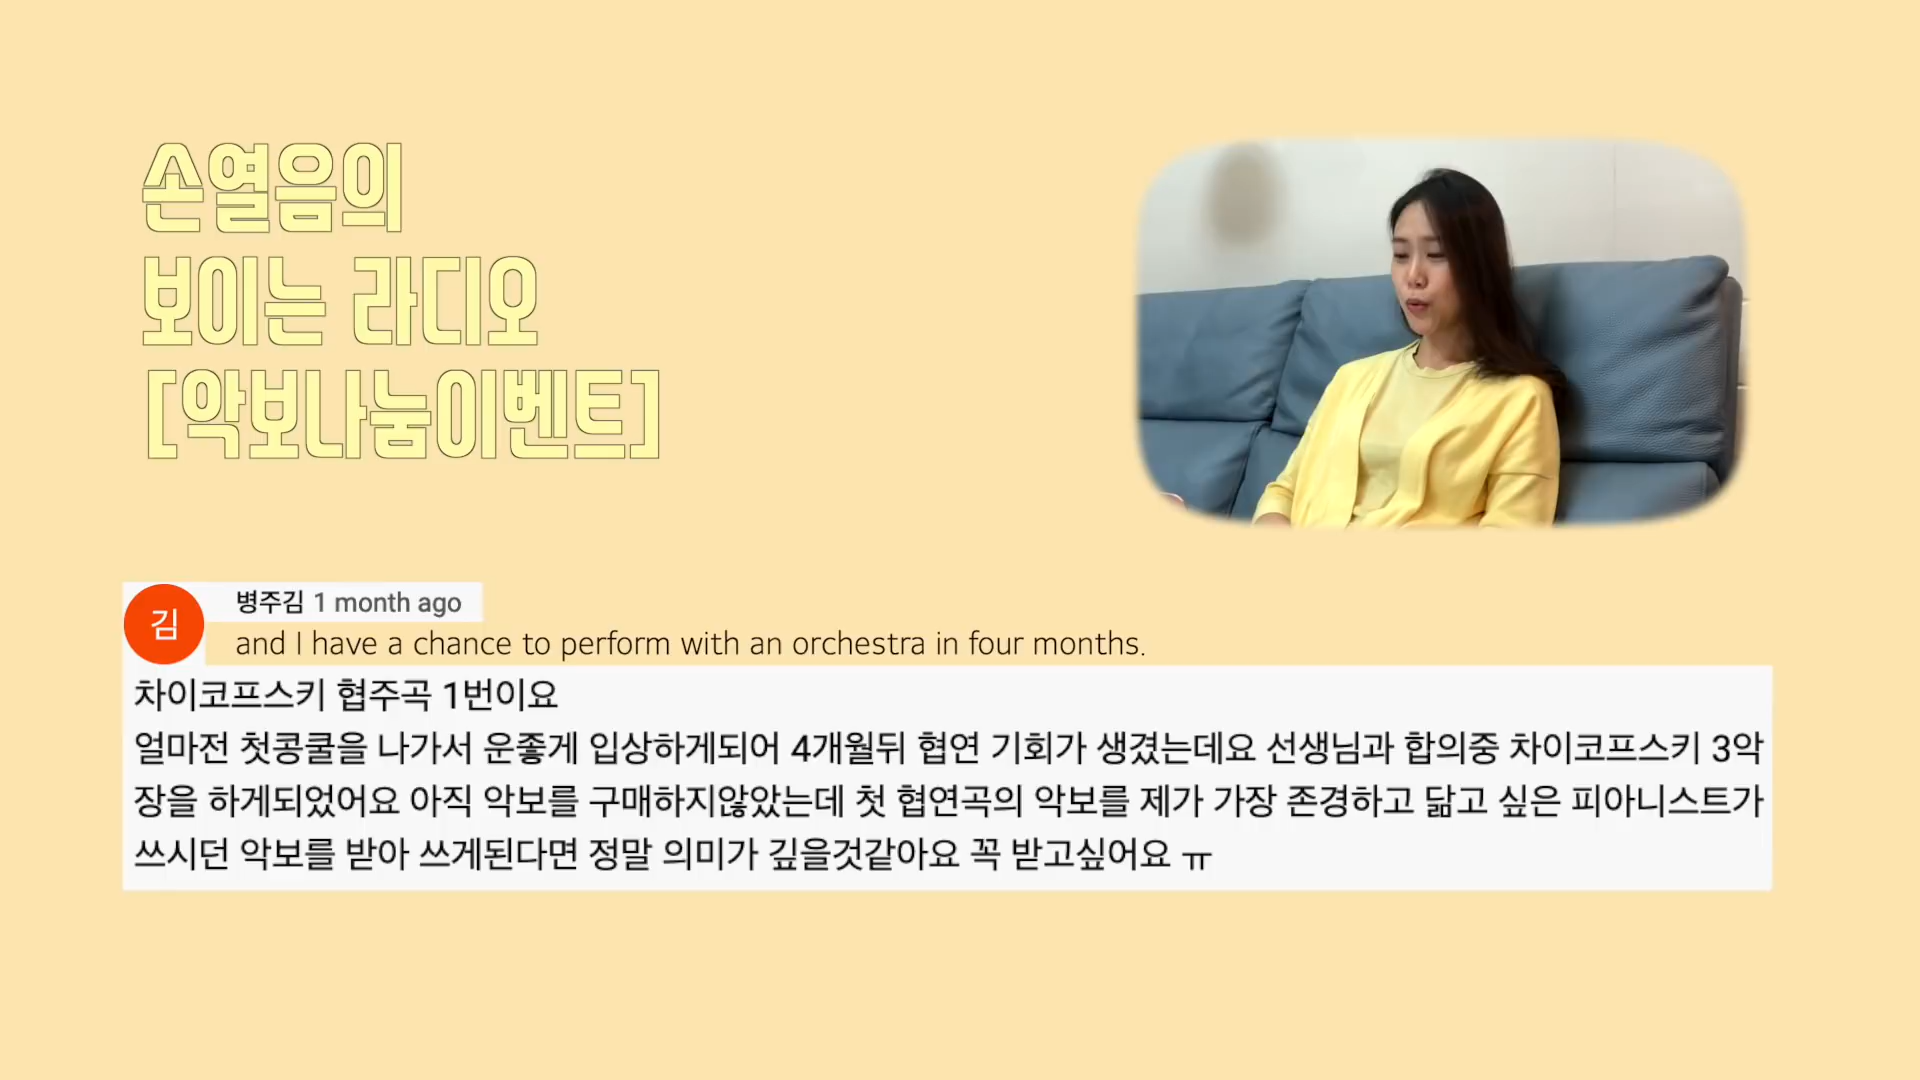 손열음의
보이는 라디오
[악보나눔이벤트]
김
병주김 1 month ago
and I have a chance to perform with an orchestra in four months.
차이코프스키 협주곡 1번이요
얼마전 첫콩쿨을 나가서 운좋게 입상하게되어 4개월뒤 협연 기회가 생겼는데요 선생님과 합의중 차이코프스키 3악
장을 하게되었어요 아직 악보를 구매하지않았는데 첫 협연곡의 악보를 제가 가장 존경하고 닮고 싶은 피아니스트가
쓰시던 악보를 받아 쓰게된다면 정말 의미가 깊을것같아요 꼭 받고싶어요 ㅠ